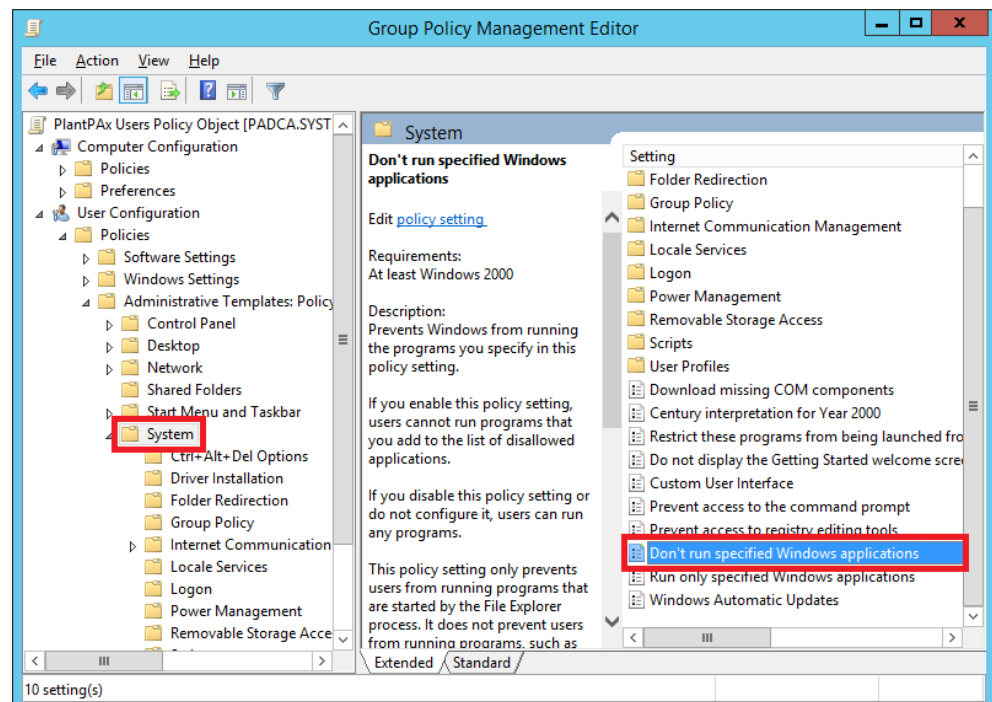 Group Policy Management Editor
File Action View Help
PlantPAx Users Policy Object [PADCA.SYST
Computer Configuration
Policies
Preferences
User Configuration
Policies
Software Settings
Windows Settings
Administrative Templates: Policy
Control Panel
Desktop
Network
Shared Folders
Start Menu and Taskbar
System
Ctrl+Alt+Del Options
Driver Installation
Folder Redirection
Group Policy
Internet Communication
Locale Services
Logon
Power Management
Removable Storage Acce
System
Don't run specified Windows
applications
Edit policy setting
Requirements:
At least Windows 2000
Description:
Prevents Windows from running
the programs you specify in this
policy setting.
If you enable this policy setting,
users cannot run programs that
you add to the list of disallowed
applications.
If you disable this policy setting or
do not configure it, users can run
any programs.
This policy setting only prevents
users from running programs that
are started by the File Explorer
process. It does not prevent users
from running programs, such as
Setting
Folder Redirection
Group Policy
Internet Communication Management
Locale Services
Logon
Power Management
Removable Storage Access
Scripts
User Profiles
Download missing COM components
Century interpretation for Year 2000
Restrict these programs from being launched fro
Do not display the Getting Started welcome scree
Custom User Interface
Prevent access to the command prompt
Prevent access to registry editing tools
Don't run specified Windows applications
Run only specified Windows applications
Windows Automatic Updates
Extended Standard
10 setting(s)